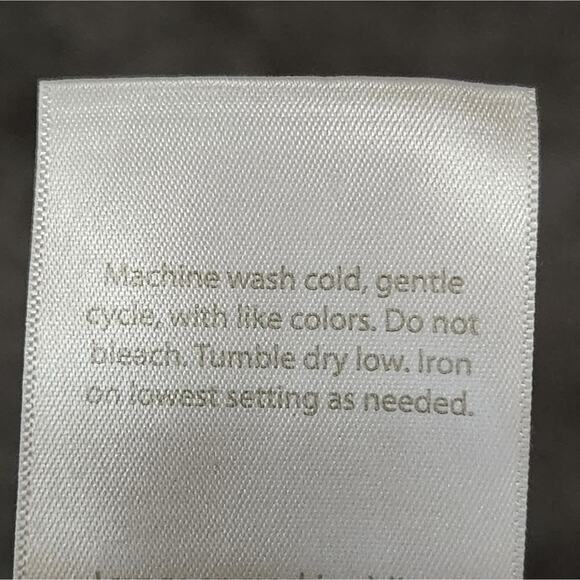 Machine wash cold, gentle
cycle, with like colors. Do not
bleach. Tumble dry low. Iron
on lowest setting as needed.